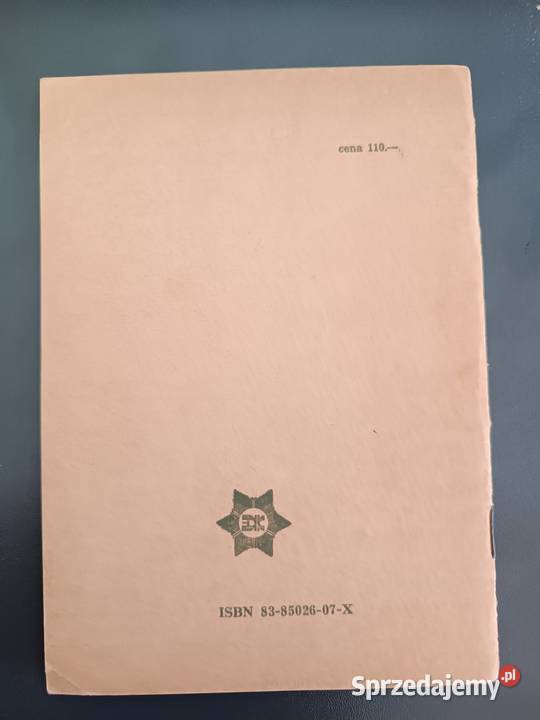 cena 110.—
ISBN 83-85026-07-X
Sprzedajemy.pl